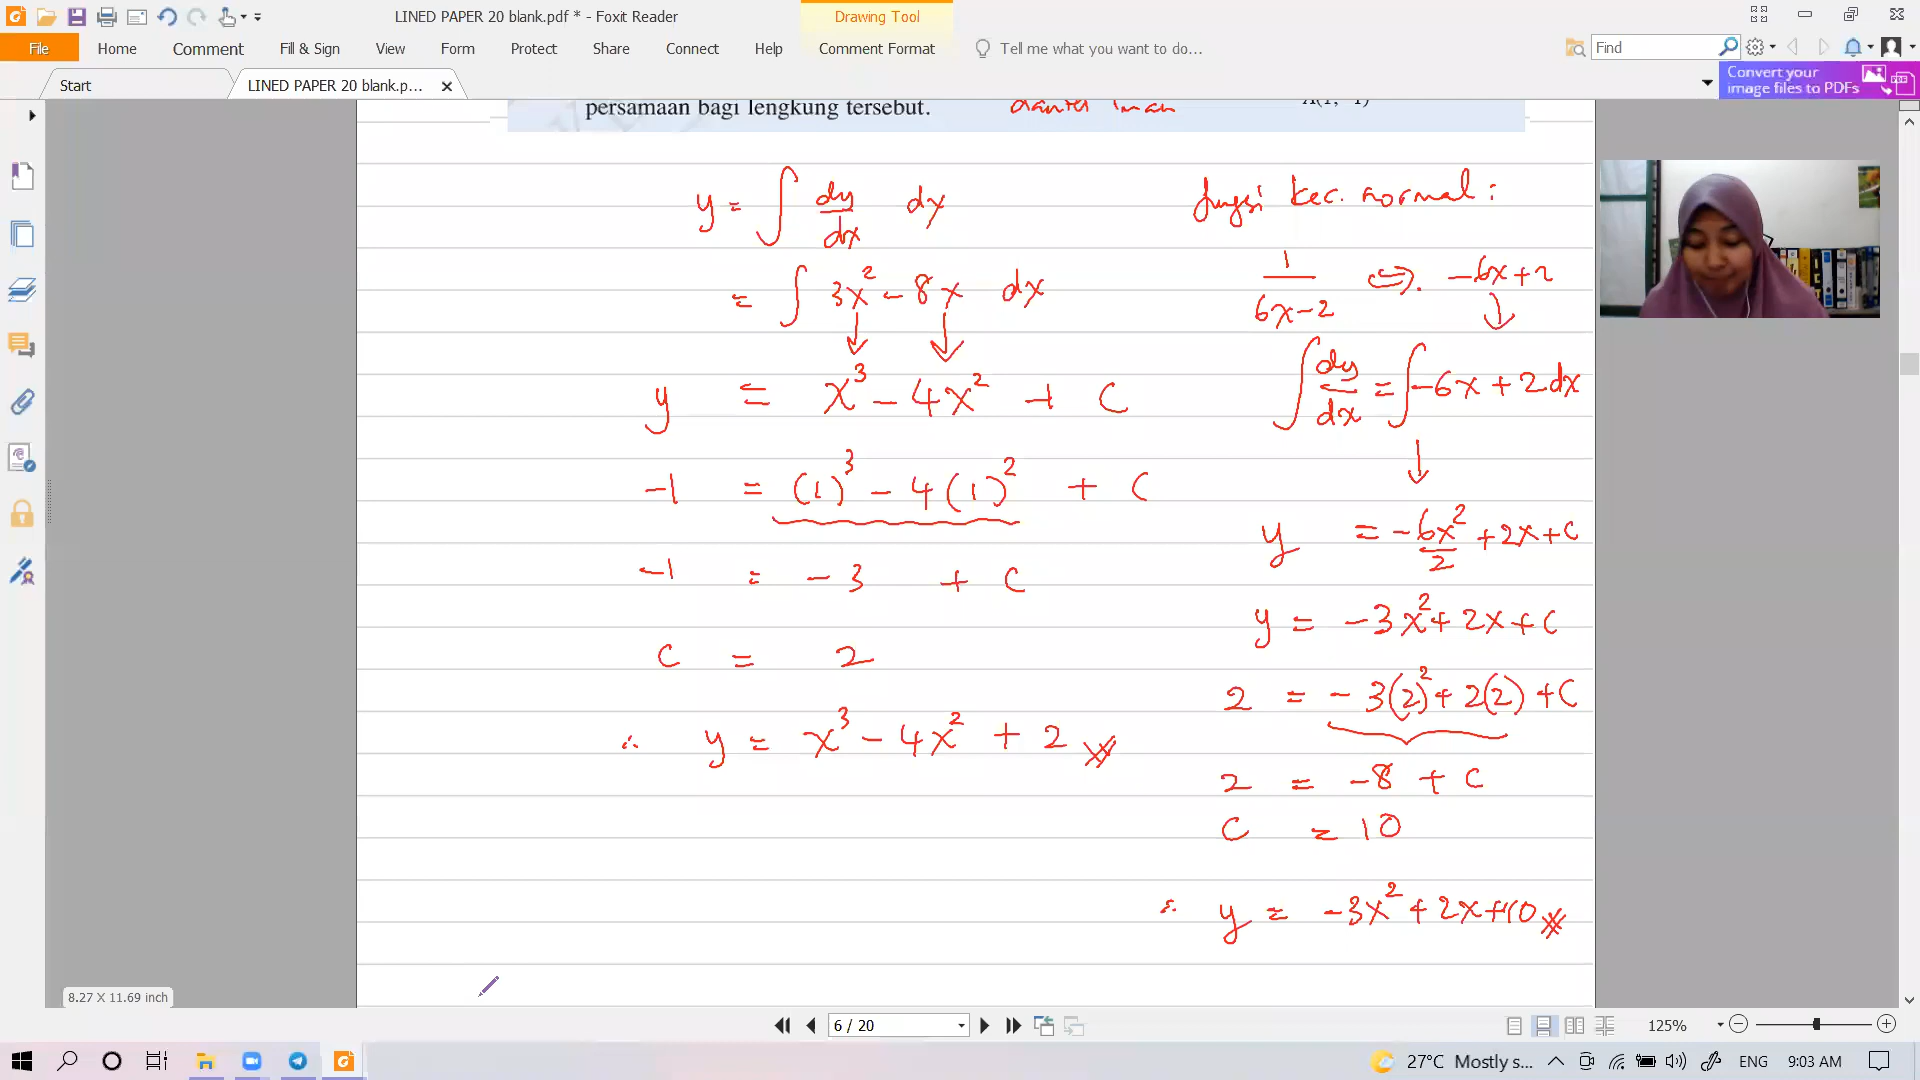 LINED PAPER 20 blank.pdf * - Foxit Reader
Drawing Tool
File Home Comment Fill & Sign View Form Protect Share Connect Help Comment Format Tell me what you want to do... Find
Start LINED PAPER 20 blank.p...
Convert your image files to PDFs
persamaan bagi lengkung tersebut.
y = ∫ dy/dx dx
= ∫ 3x² - 8x dx
y = x³ - 4x² + c
-1 = (1)³ - 4(1)² + c
-1 = -3 + c
c = 2
∴ y = x³ - 4x² + 2
fungsi kec. normal :
1/(6x-2) ⇔ -6x+2
∫ dy/dx = ∫ -6x + 2 dx
y = -6x²/2 + 2x + c
y = -3x² + 2x + c
2 = -3(2)² + 2(2) + c
2 = -8 + c
c = 10
∴ y = -3x² + 2x + 10
8.27 X 11.69 inch
6 / 20
125%
27°C Mostly s... ENG 9:03 AM